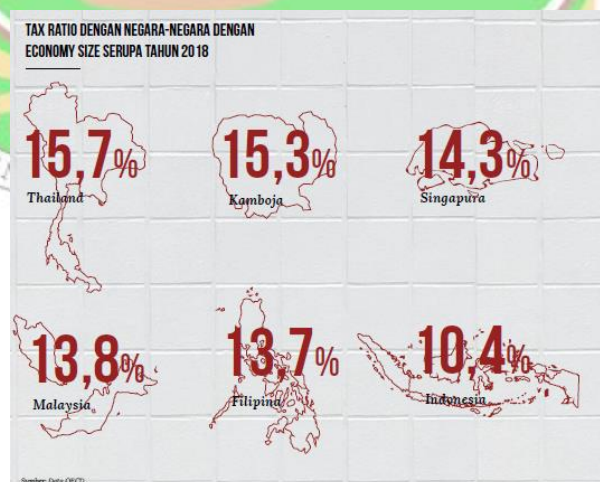 TAX RATIO DENGAN NEGARA-NEGARA DENGAN
ECONOMY SIZE SERUPA TAHUN 2018
15,7%
Thailand
15,3%
Kamboja
14,3%
Singapura
13,8%
Malaysia
13,7%
Filipina
10,4%
Indonesia
Sumber: Data OECD